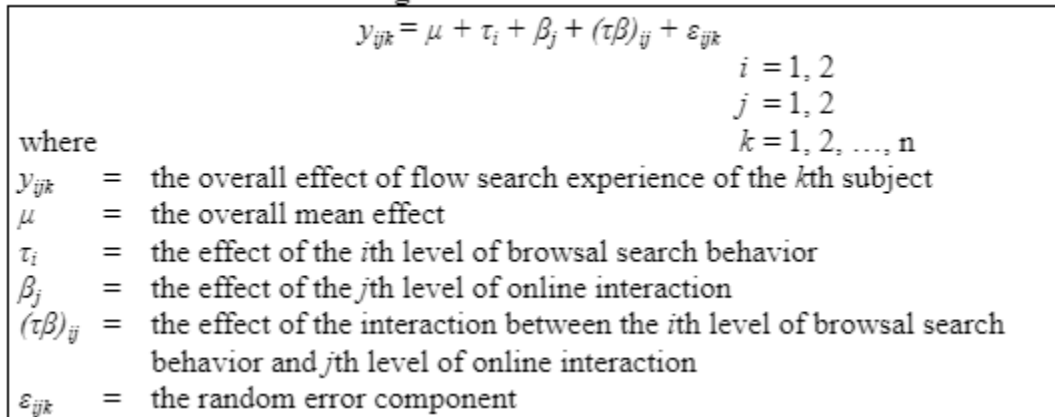 y_ijk = μ + τ_i + β_j + (τβ)_ij + ε_ijk
i = 1, 2
j = 1, 2
where k = 1, 2, …, n
y_ijk = the overall effect of flow search experience of the kth subject
μ = the overall mean effect
τ_i = the effect of the ith level of browsal search behavior
β_j = the effect of the jth level of online interaction
(τβ)_ij = the effect of the interaction between the ith level of browsal search
behavior and jth level of online interaction
ε_ijk = the random error component